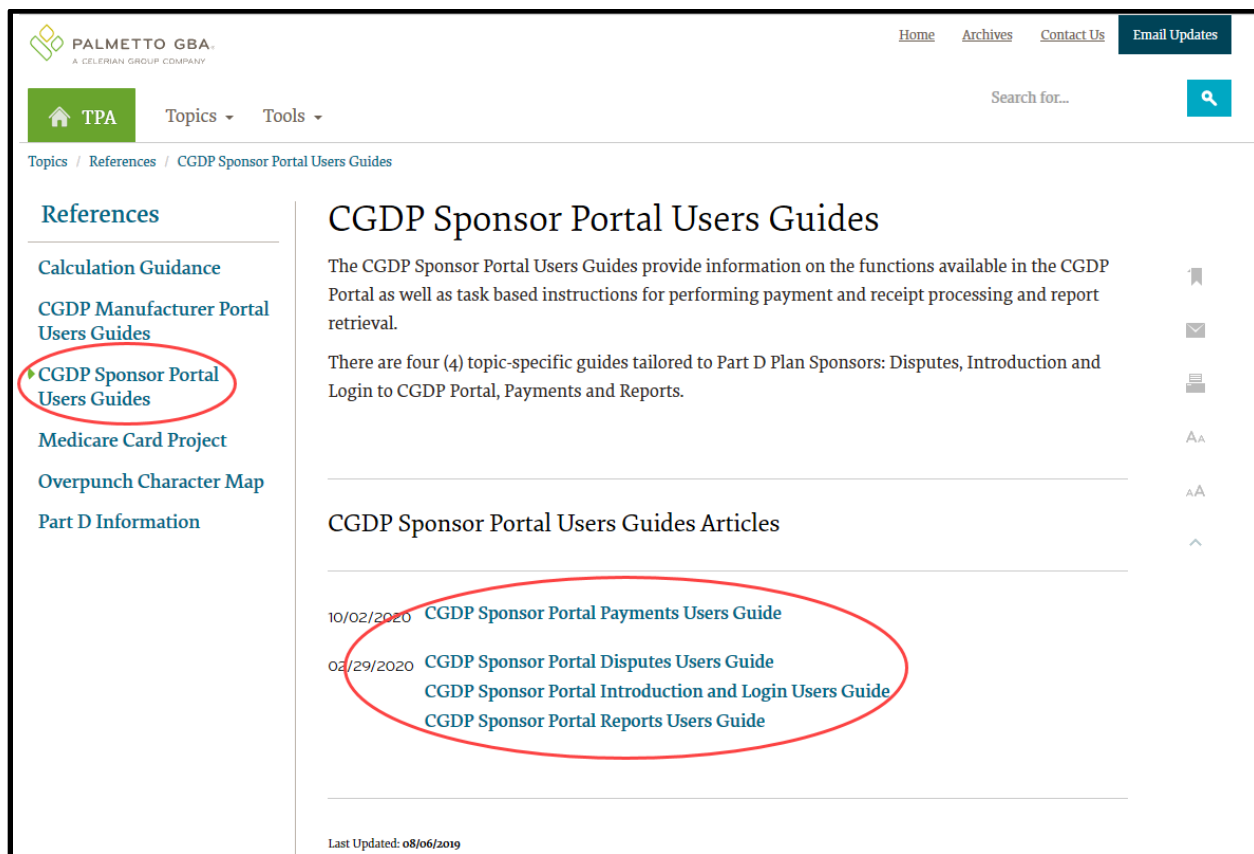 PALMETTO GBA.
A CELERIAN GROUP COMPANY
Home Archives Contact Us Email Updates
Search for...
TPA Topics Tools
Topics / References / CGDP Sponsor Portal Users Guides
References
Calculation Guidance
CGDP Manufacturer Portal
Users Guides
CGDP Sponsor Portal
Users Guides
Medicare Card Project
Overpunch Character Map
Part D Information
CGDP Sponsor Portal Users Guides
The CGDP Sponsor Portal Users Guides provide information on the functions available in the CGDP
Portal as well as task based instructions for performing payment and receipt processing and report
retrieval.
There are four (4) topic-specific guides tailored to Part D Plan Sponsors: Disputes, Introduction and
Login to CGDP Portal, Payments and Reports.
AA
AA
CGDP Sponsor Portal Users Guides Articles
10/02/2020 CGDP Sponsor Portal Payments Users Guide
02/29/2020 CGDP Sponsor Portal Disputes Users Guide
CGDP Sponsor Portal Introduction and Login Users Guide
CGDP Sponsor Portal Reports Users Guide
Last Updated: 08/06/2019